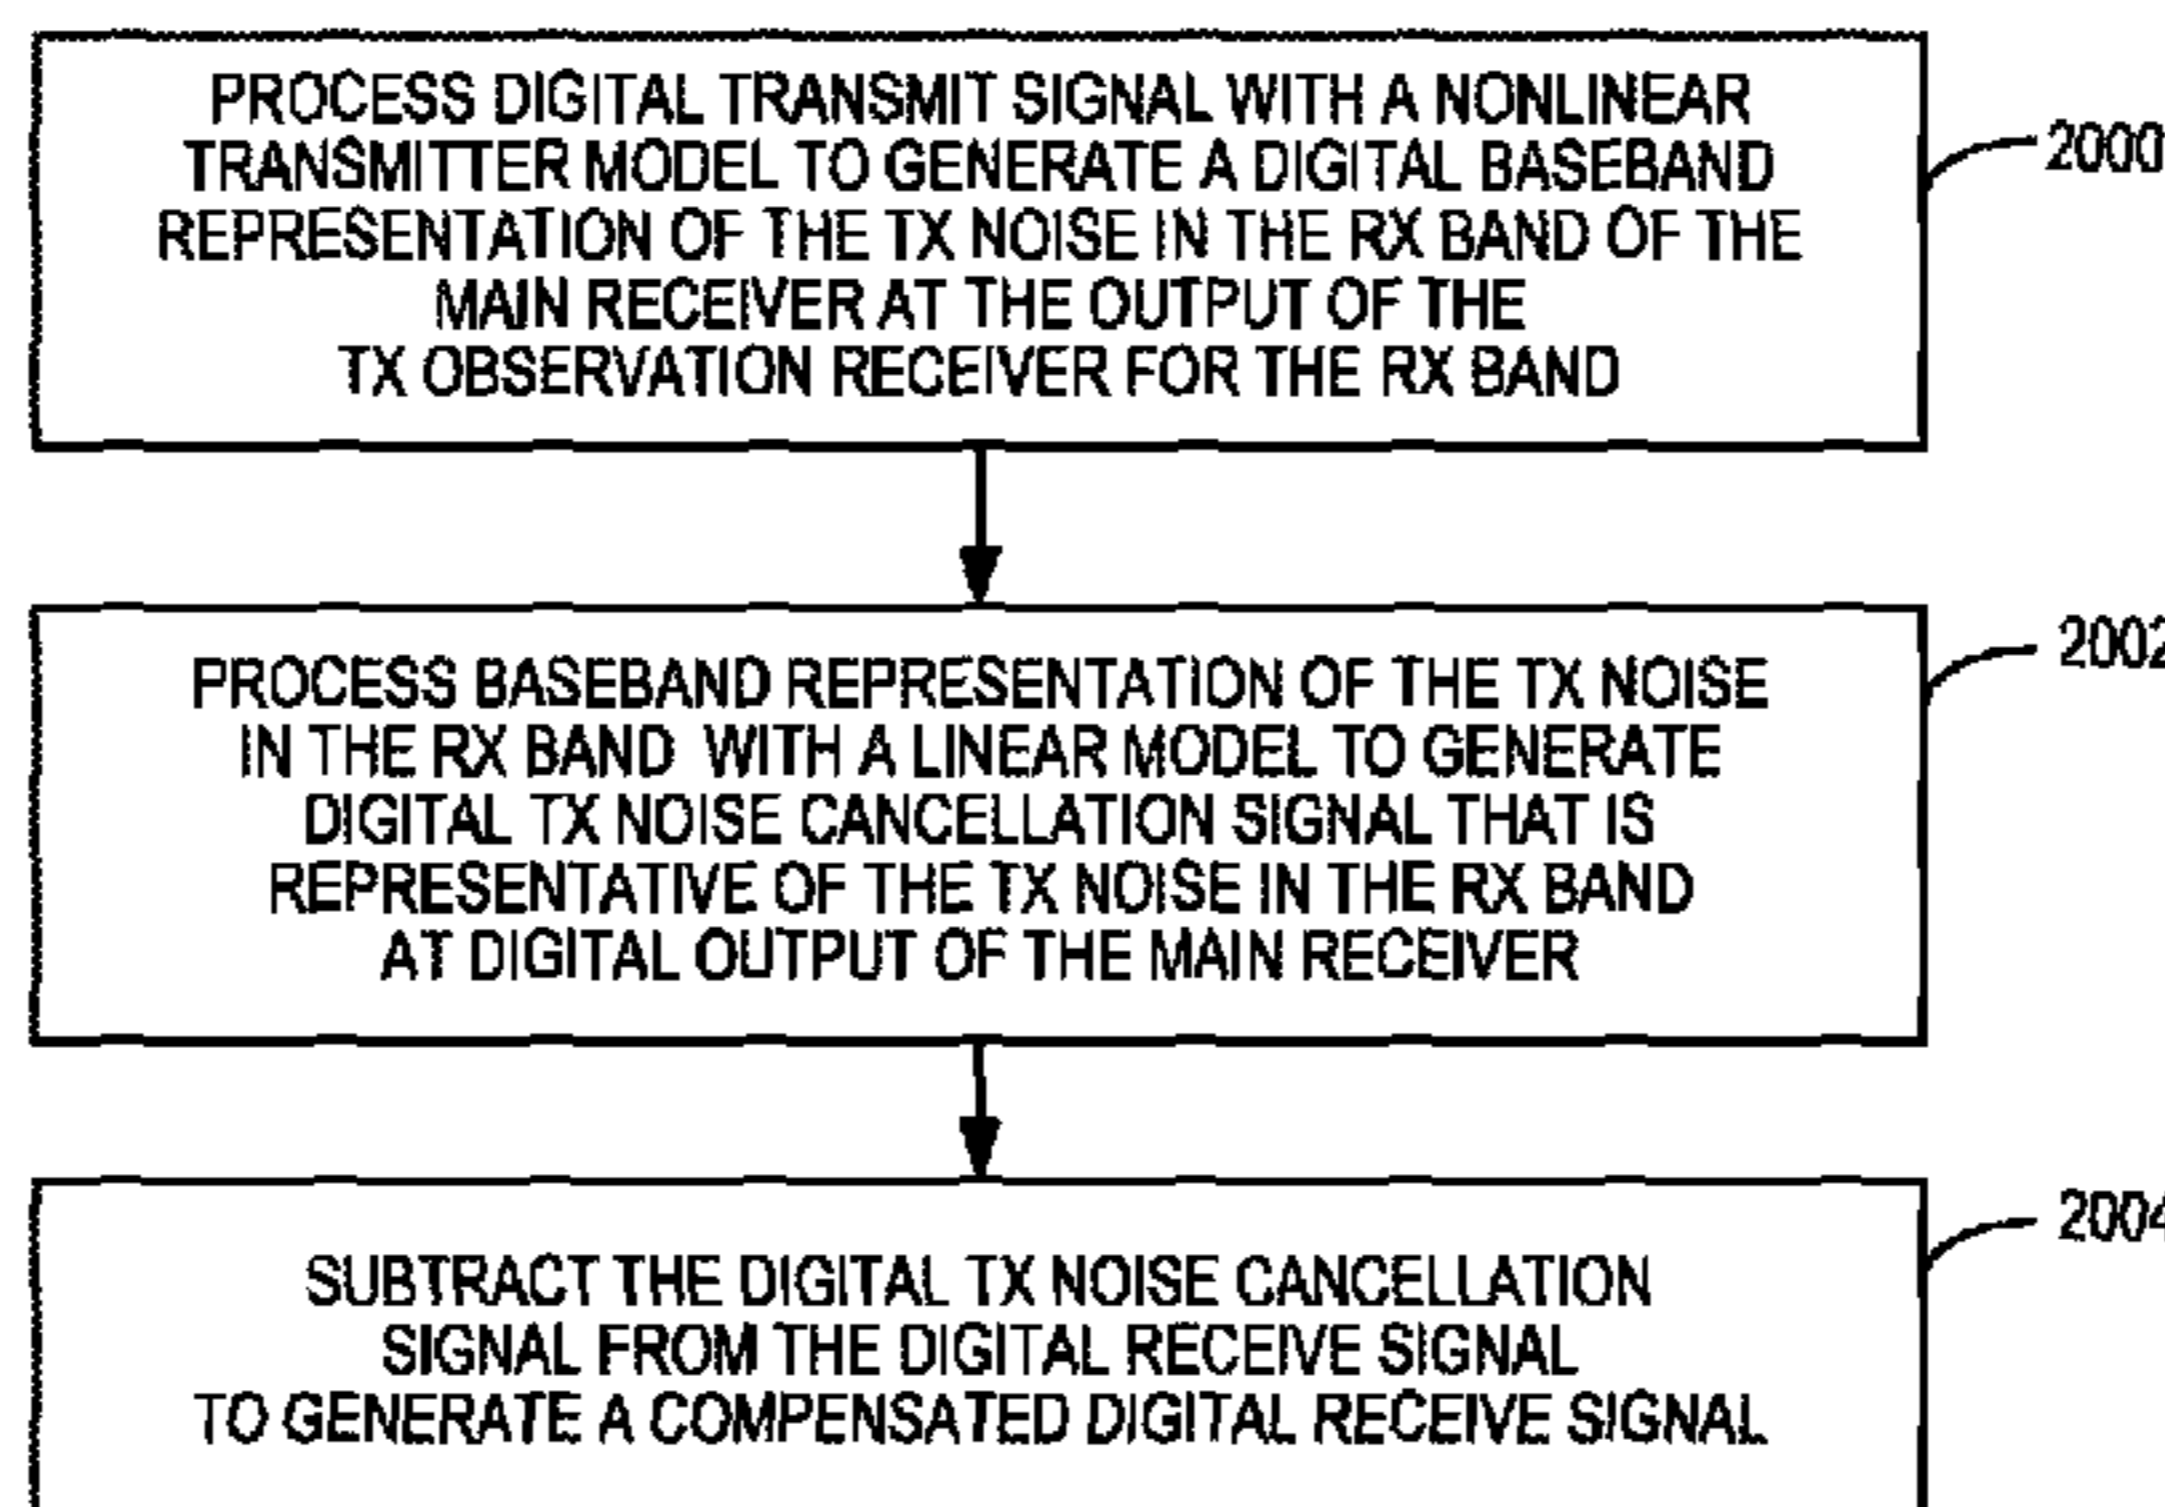 PROCESS DIGITAL TRANSMIT SIGNAL WITH A NONLINEAR
TRANSMITTER MODEL TO GENERATE A DIGITAL BASEBAND
REPRESENTATION OF THE TX NOISE IN THE RX BAND OF THE
MAIN RECEIVER AT THE OUTPUT OF THE
TX OBSERVATION RECEIVER FOR THE RX BAND
2000
PROCESS BASEBAND REPRESENTATION OF THE TX NOISE
IN THE RX BAND WITH A LINEAR MODEL TO GENERATE
DIGITAL TX NOISE CANCELLATION SIGNAL THAT IS
REPRESENTATIVE OF THE TX NOISE IN THE RX BAND
AT DIGITAL OUTPUT OF THE MAIN RECEIVER
2002
SUBTRACT THE DIGITAL TX NOISE CANCELLATION
SIGNAL FROM THE DIGITAL RECEIVE SIGNAL
TO GENERATE A COMPENSATED DIGITAL RECEIVE SIGNAL
2004